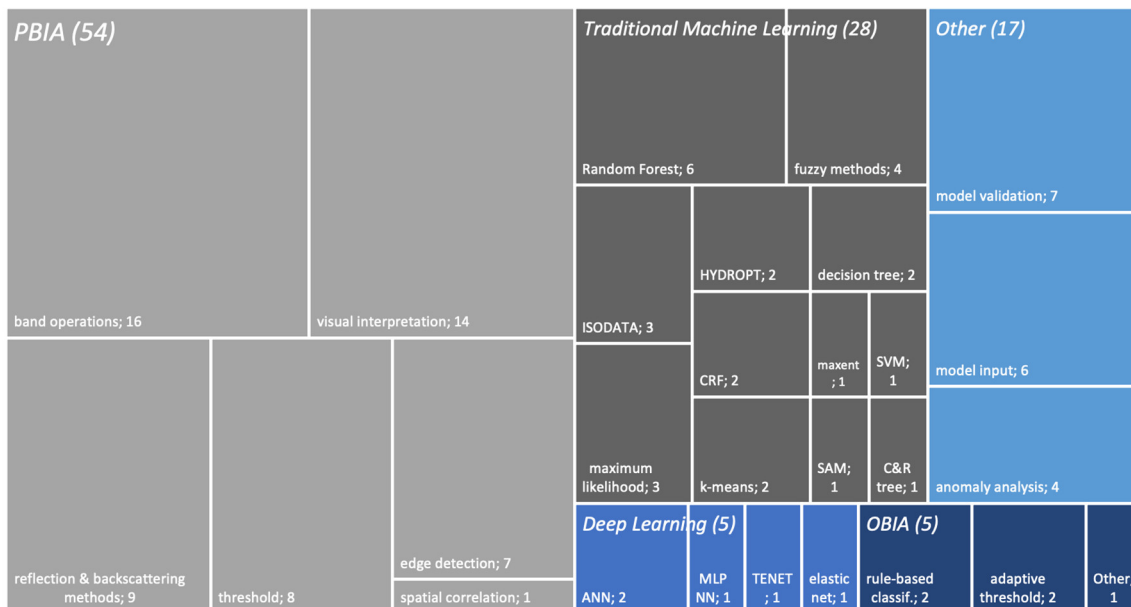 PBIA (54)
band operations; 16
visual interpretation; 14
reflection & backscattering
methods; 9
threshold; 8
edge detection; 7
spatial correlation; 1
Traditional Machine Learning (28)
Random Forest; 6
fuzzy methods; 4
ISODATA; 3
HYDROPT; 2
decision tree; 2
CRF; 2
maxent
; 1
SVM;
1
maximum
likelihood; 3
k-means; 2
SAM;
1
C&R
tree; 1
Other (17)
model validation; 7
model input; 6
anomaly analysis; 4
Deep Learning (5)
ANN; 2
MLP
NN; 1
TENET
; 1
elastic
net; 1
OBIA (5)
rule-based
classif.; 2
adaptive
threshold; 2
Other;
1